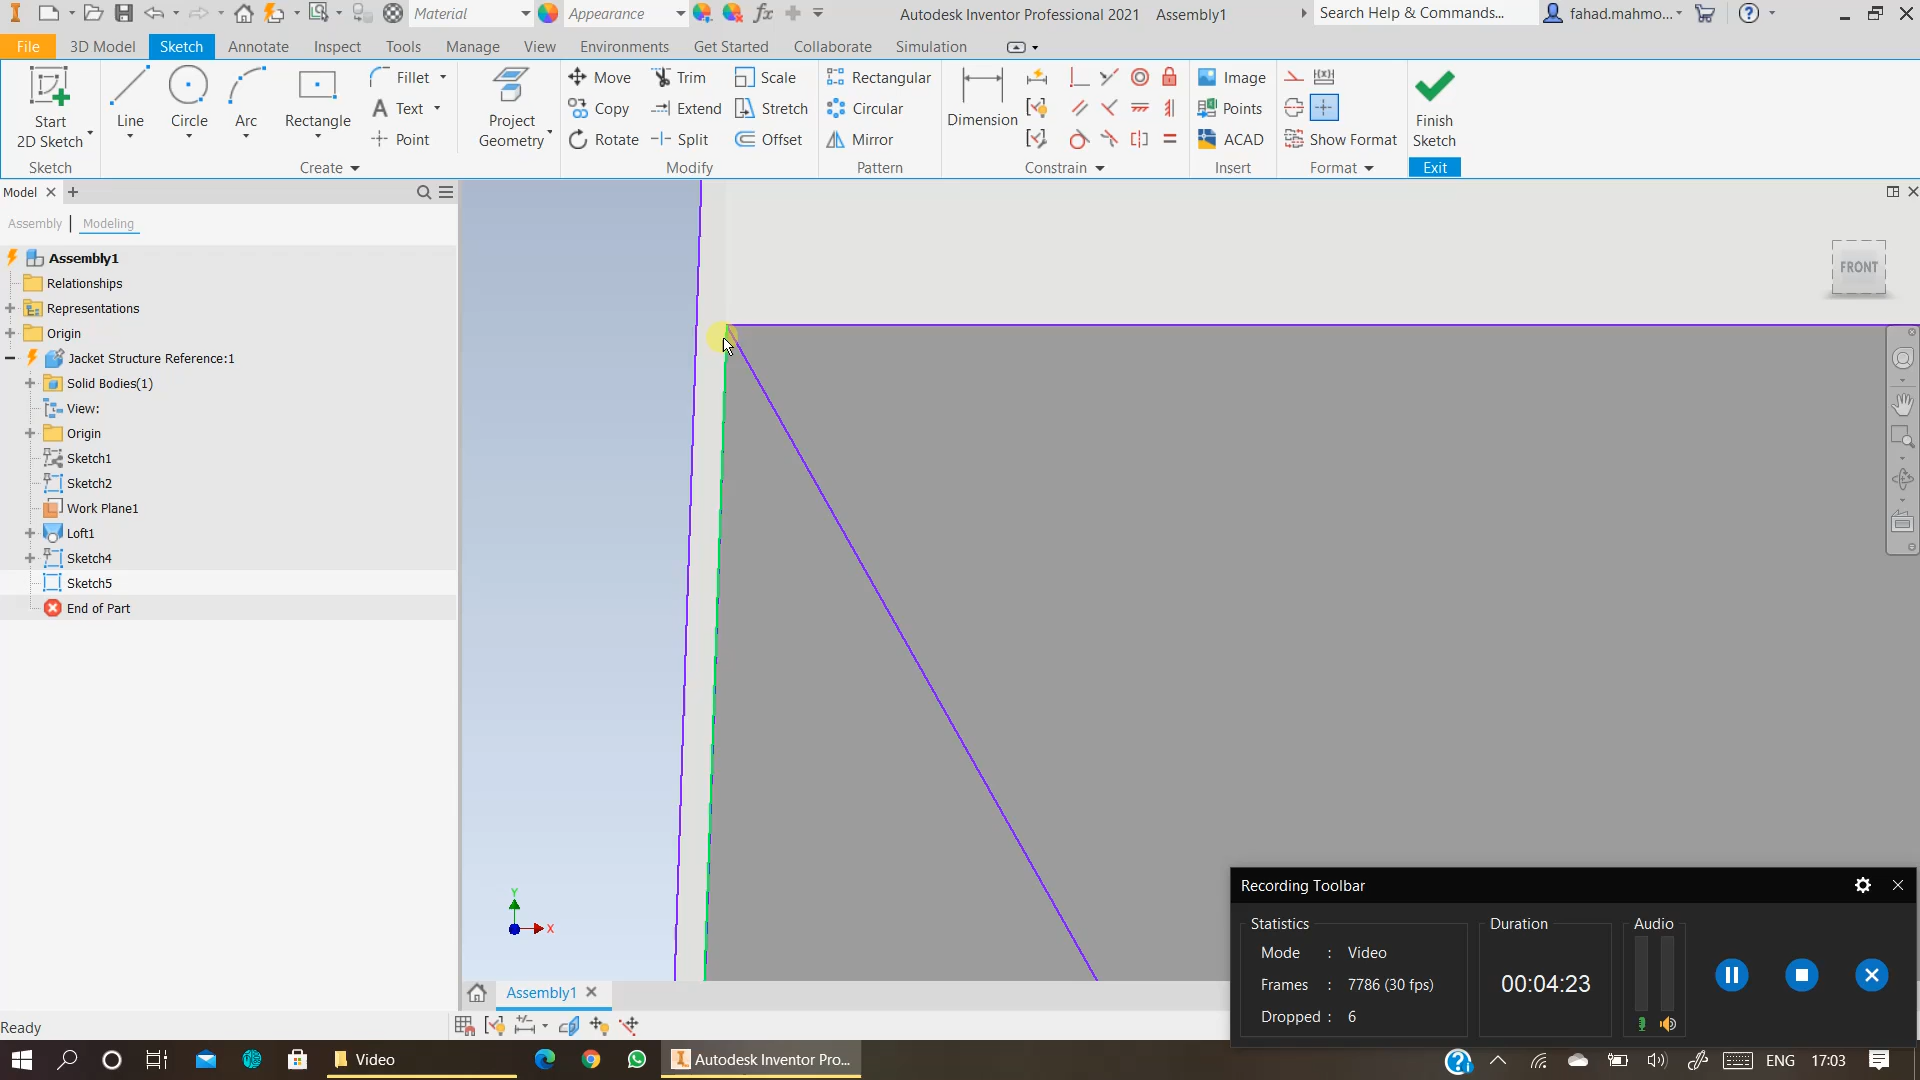 Material
Appearance
Autodesk Inventor Professional 2021 Assembly1
Search Help & Commands...
fahad.mahmo...
File 3D Model Sketch Annotate Inspect Tools Manage View Environments Get Started Collaborate Simulation
Start
2D Sketch
Sketch
Line
Circle
Arc
Rectangle
Fillet
Text
Point
Create
Project
Geometry
Move
Copy
Rotate
Trim
Extend
Split
Scale
Stretch
Offset
Modify
Rectangular
Circular
Mirror
Pattern
Dimension
Constrain
Image
Points
ACAD
Insert
Show Format
Format
Finish
Sketch
Exit
Model
Assembly Modeling
Assembly1
Relationships
Representations
Origin
Jacket Structure Reference:1
Solid Bodies(1)
View:
Origin
Sketch1
Sketch2
Work Plane1
Loft1
Sketch4
Sketch5
End of Part
FRONT
Y
X
Assembly1
Ready
Recording Toolbar
Statistics
Mode : Video
Frames : 7786 (30 fps)
Dropped : 6
Duration
00:04:23
Audio
Video
Autodesk Inventor Pro...
ENG
17:03